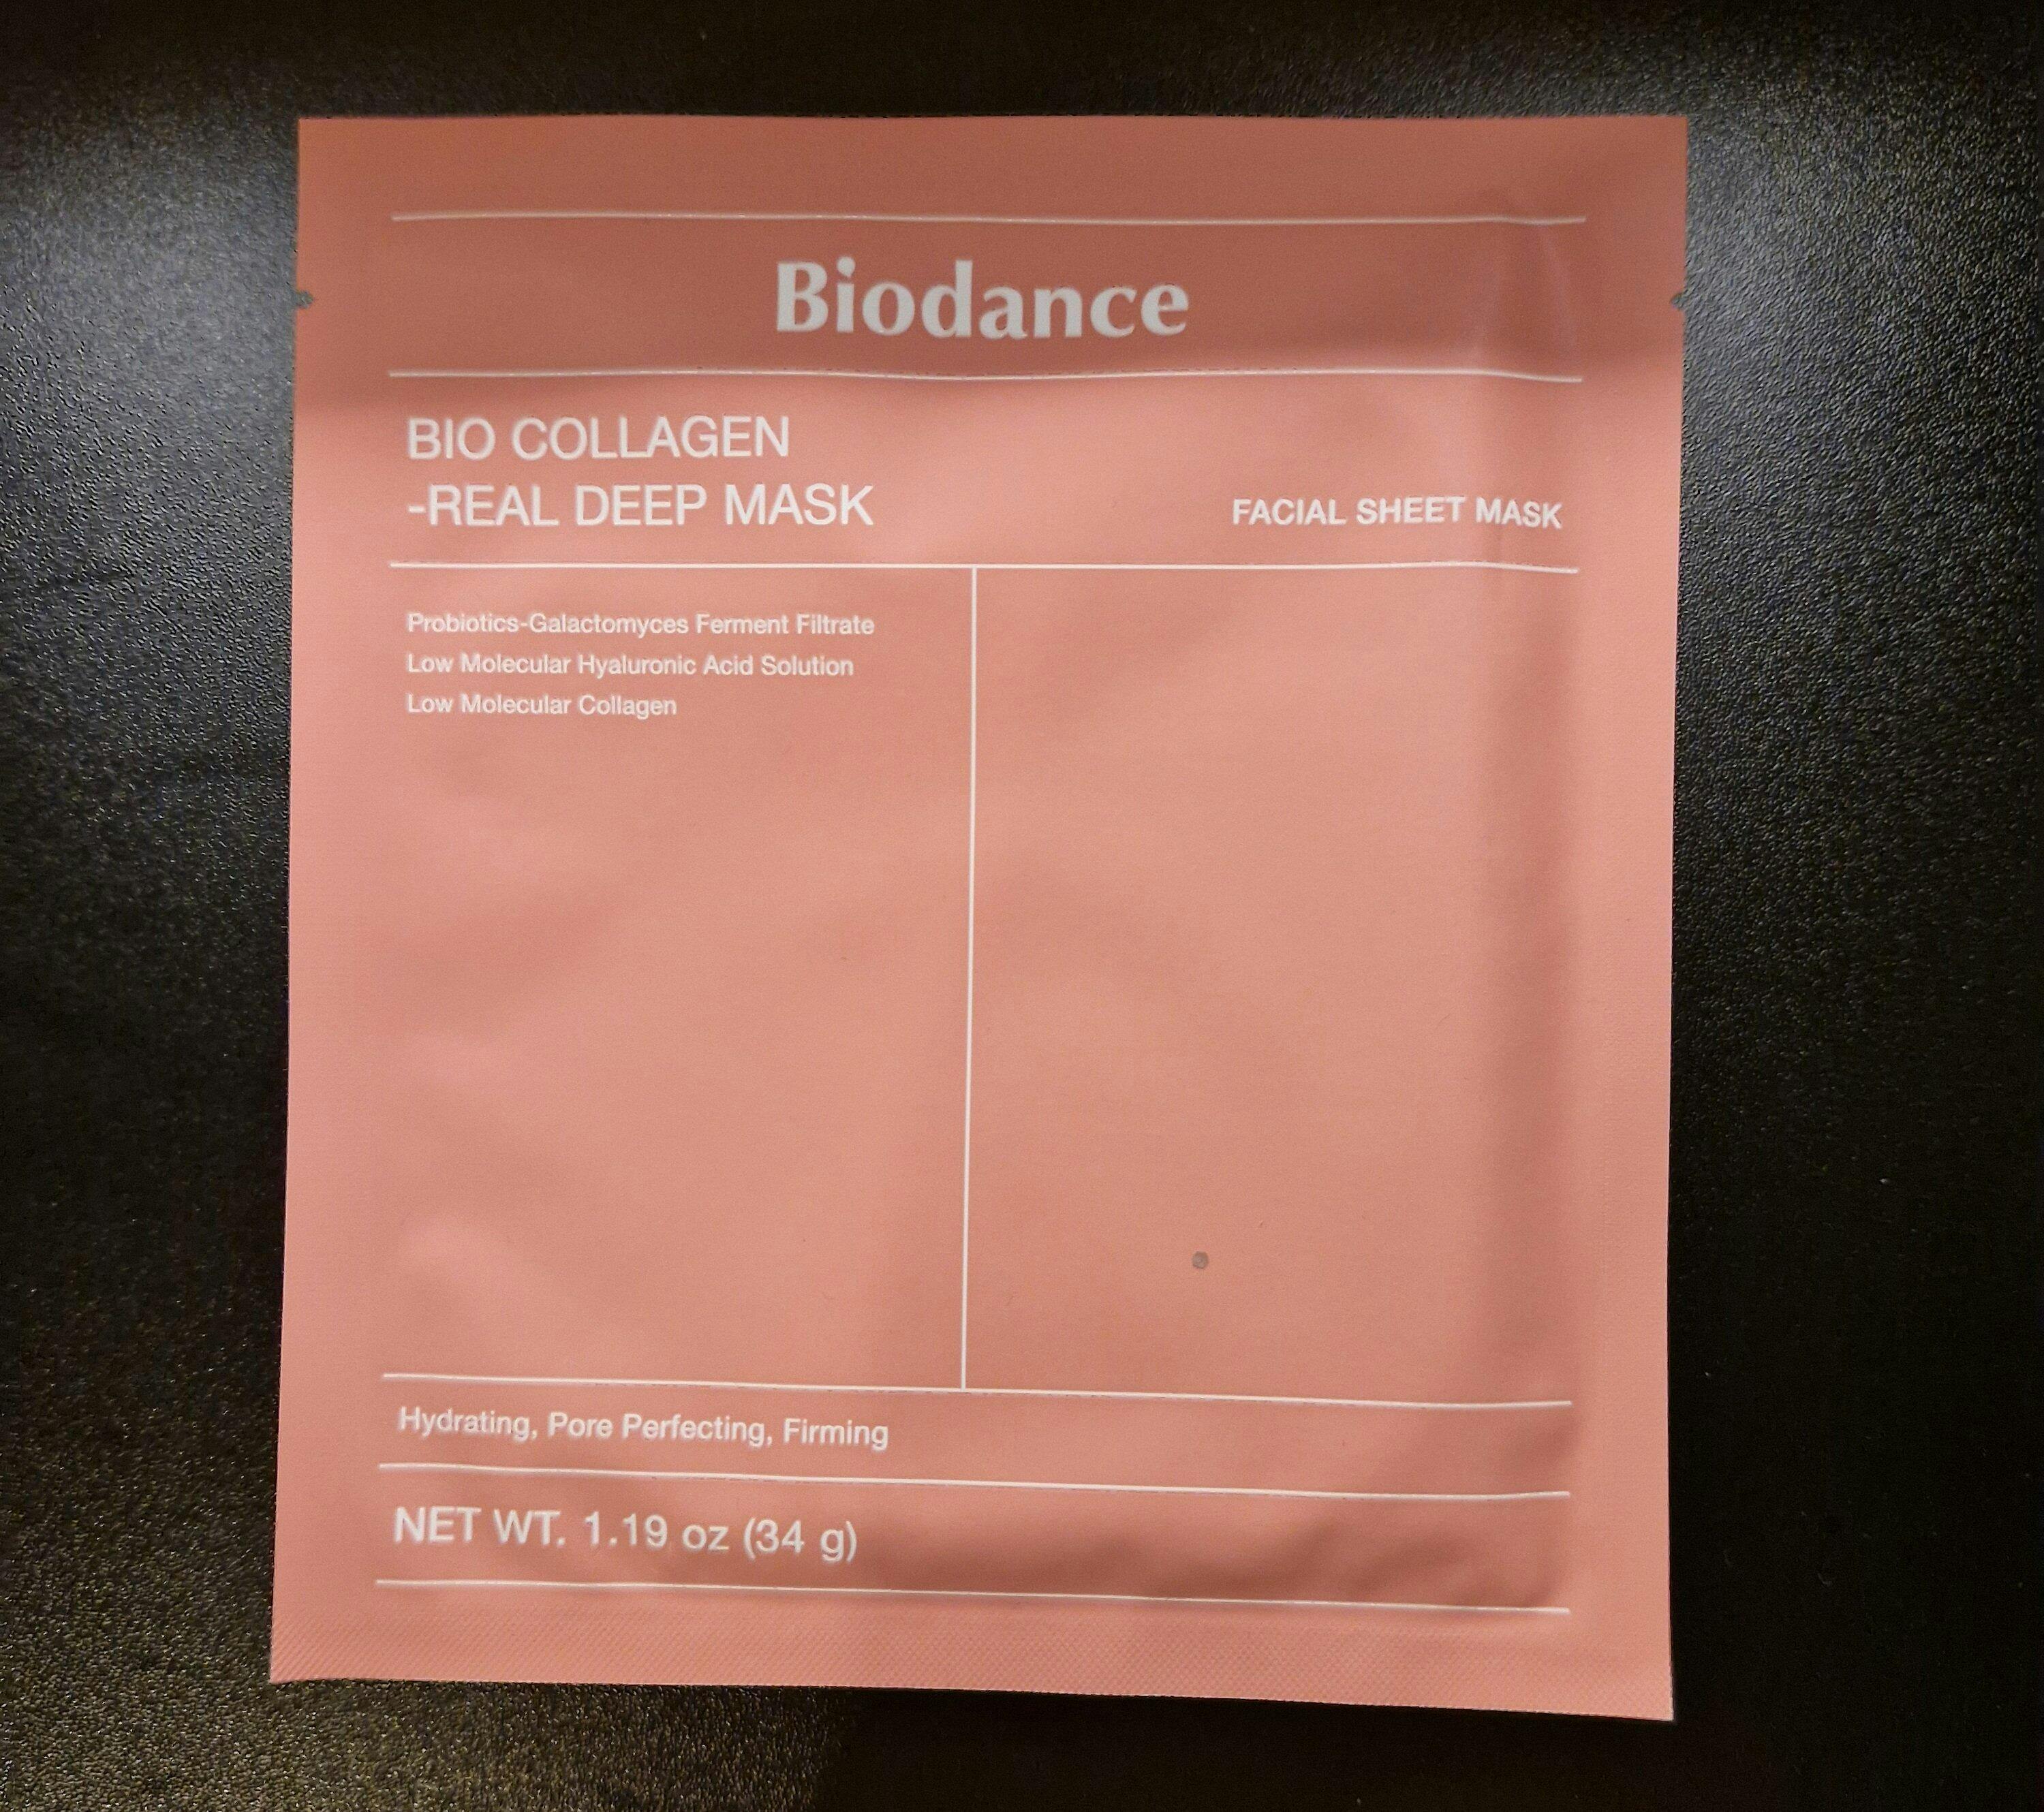 Biodance
BIO COLLAGEN
-REAL DEEP MASK
FACIAL SHEET MASK
Probiotics-Galactomyces Ferment Filtrate
Low Molecular Hyaluronic Acid Solution
Low Molecular Collagen
Hydrating, Pore Perfecting, Firming
NET WT. 1.19 oz (34 g)